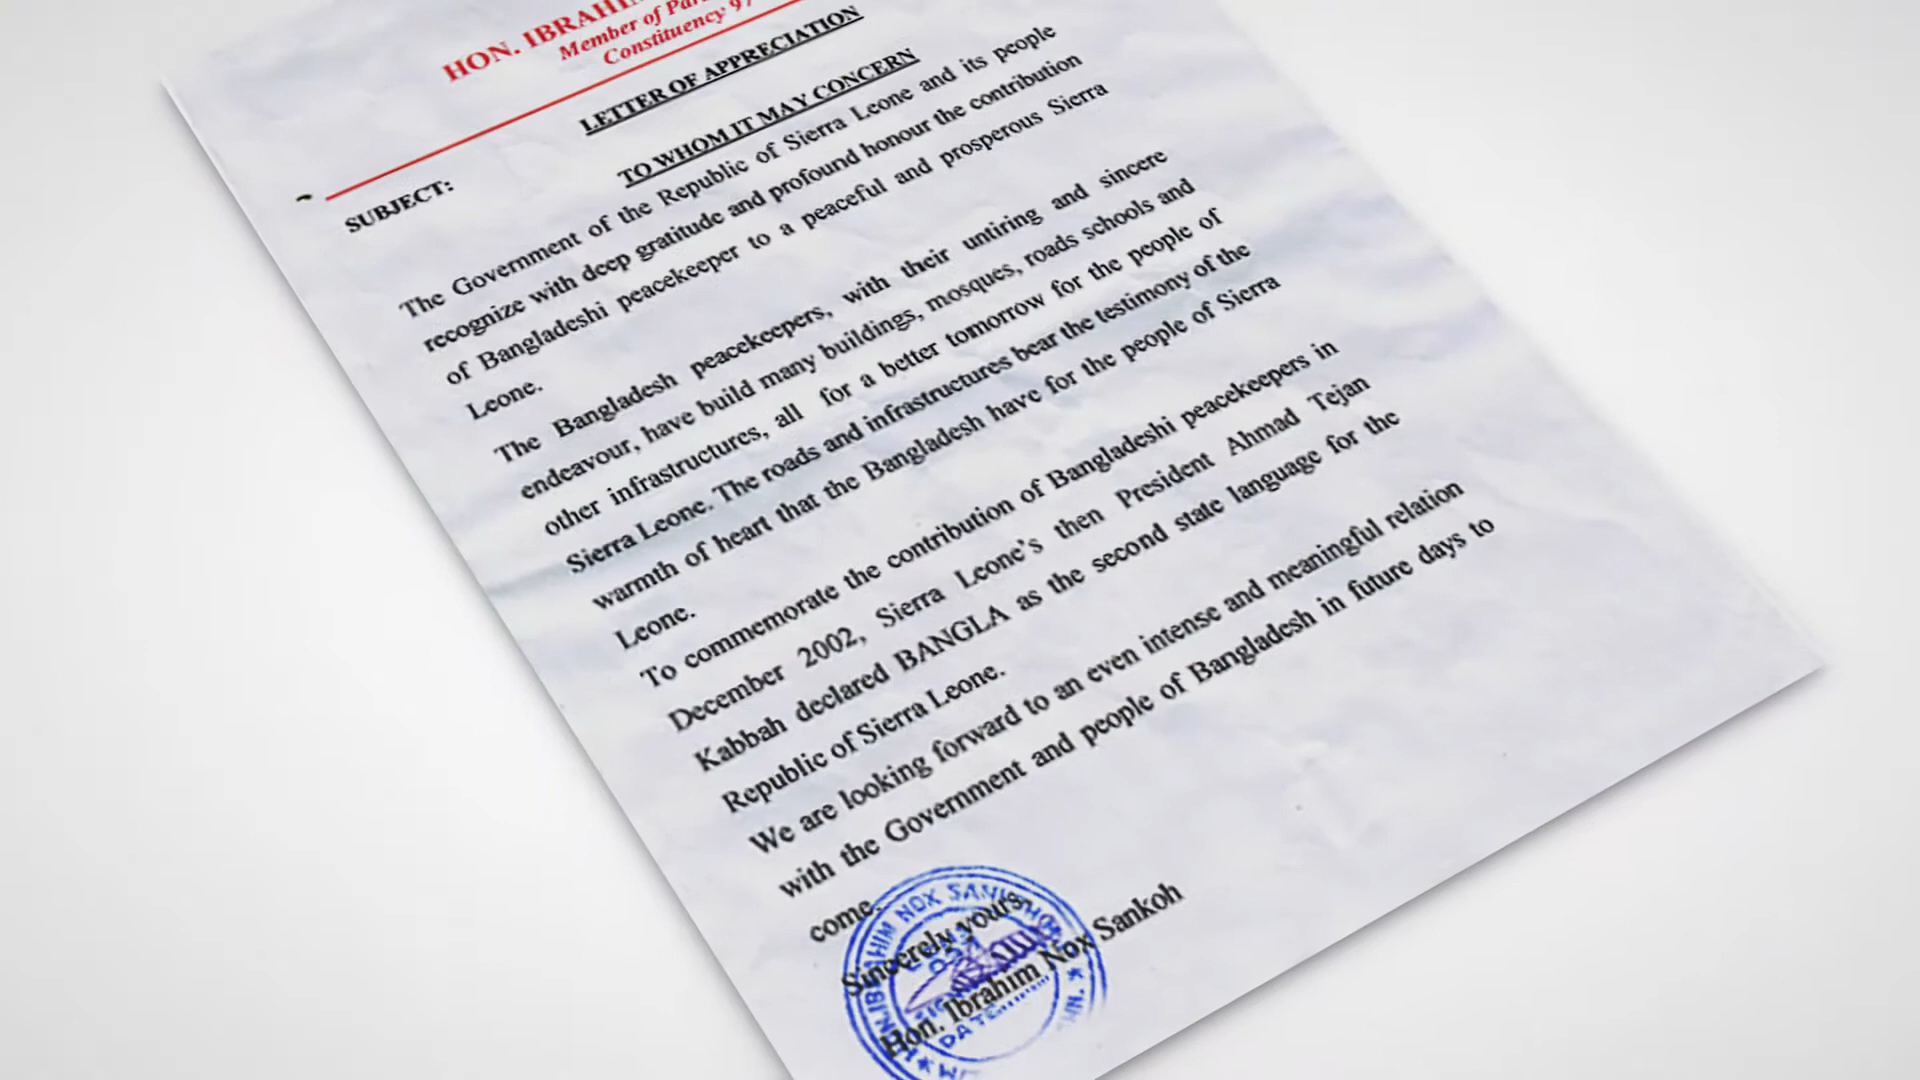 HON. IBRAHIM
Member of Par
Constituency 97
LETTER OF APPRECIATION
TO WHOM IT MAY CONCERN
SUBJECT:
The Government of the Republic of Sierra Leone and its people
recognize with deep gratitude and profound honour the contribution
of Bangladeshi peacekeeper to a peaceful and prosperous Sierra
Leone.
The Bangladesh peacekeepers, with their untiring and sincere
endeavour, have build many buildings, mosques, roads schools and
other infrastructures, all for a better tomorrow for the people of
Sierra Leone. The roads and infrastructures bear the testimony of the
warmth of heart that the Bangladesh have for the people of Sierra
Leone.
To commemorate the contribution of Bangladeshi peacekeepers in
December 2002, Sierra Leone's then President Ahmad Tejan
Kabbah declared BANGLA as the second state language for the
Republic of Sierra Leone.
We are looking forward to an even intense and meaningful relation
with the Government and people of Bangladesh in future days to
come.
Sincerely yours
Hon. Ibrahim Nox Sankoh
HON. IBRAHIM NOX SANKOH
DATE